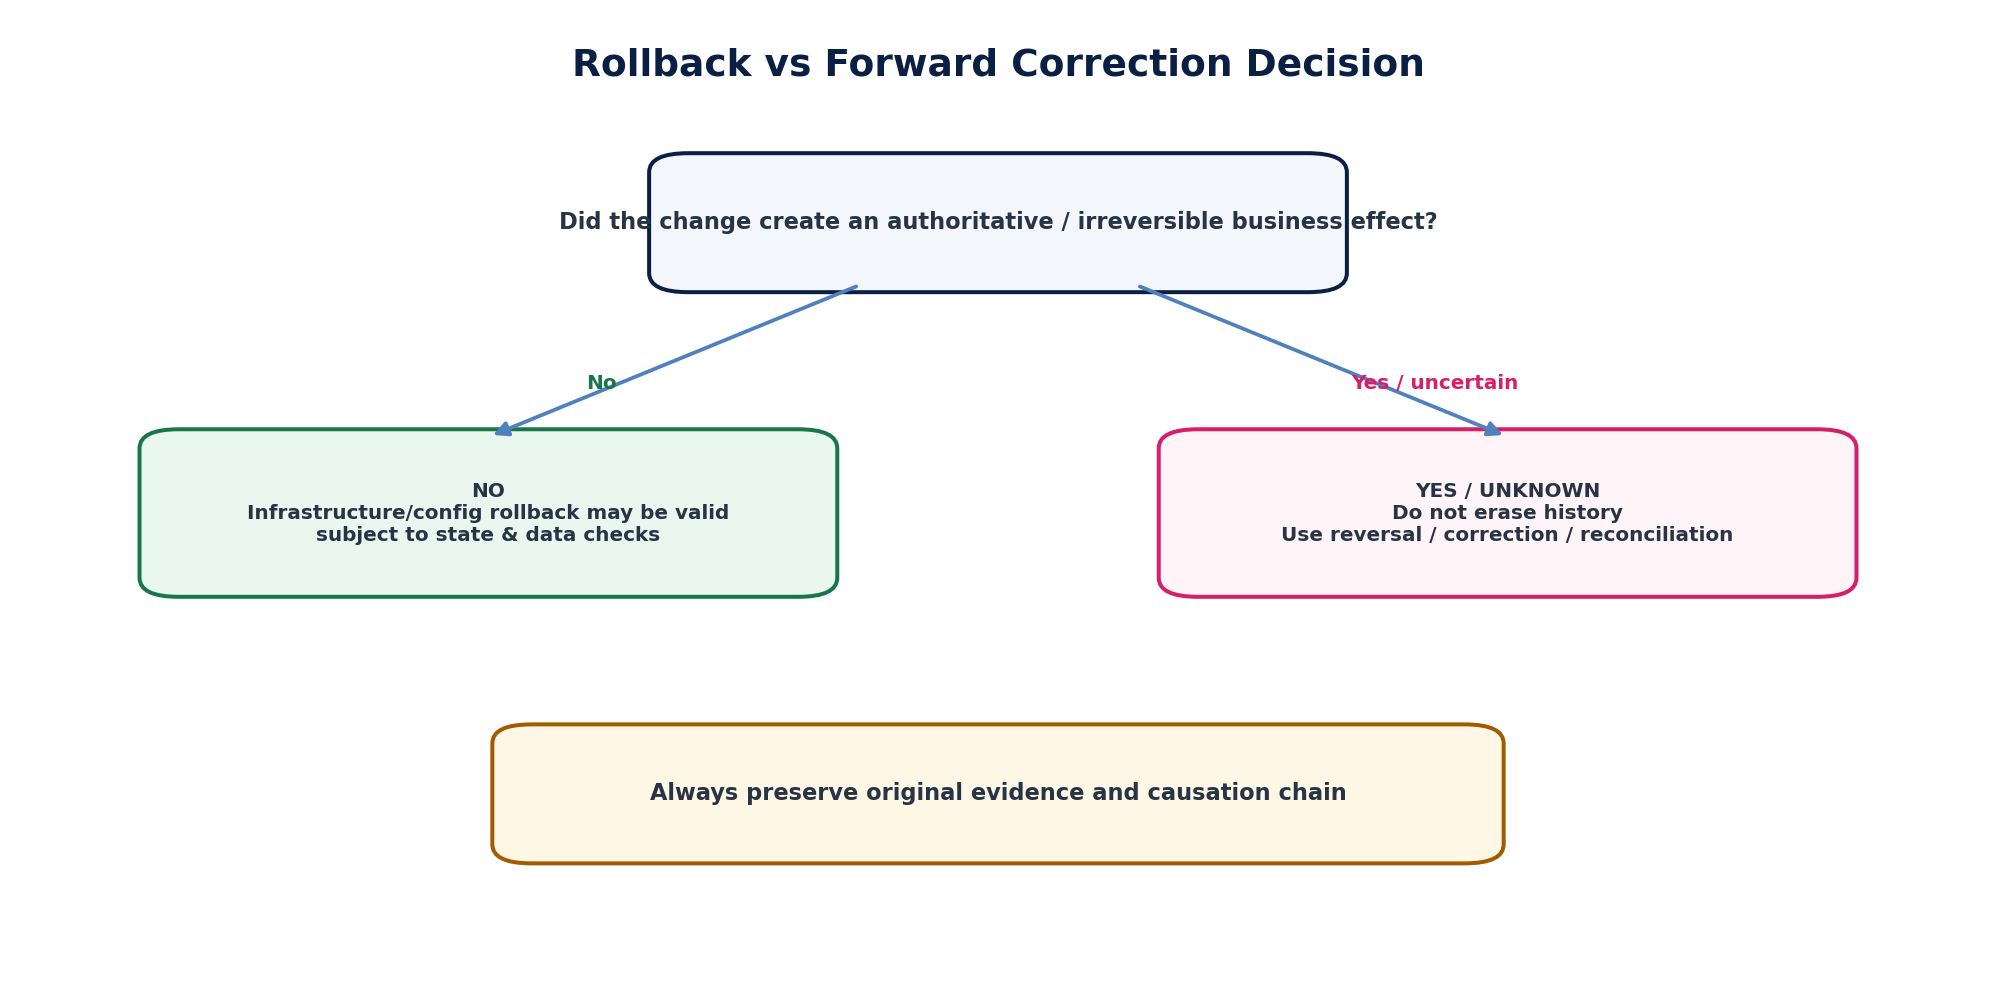 Rollback vs Forward Correction Decision
Did the change create an authoritative / irreversible business effect?
No
Yes / uncertain
NO
Infrastructure/config rollback may be valid
subject to state & data checks
YES / UNKNOWN
Do not erase history
Use reversal / correction / reconciliation
Always preserve original evidence and causation chain